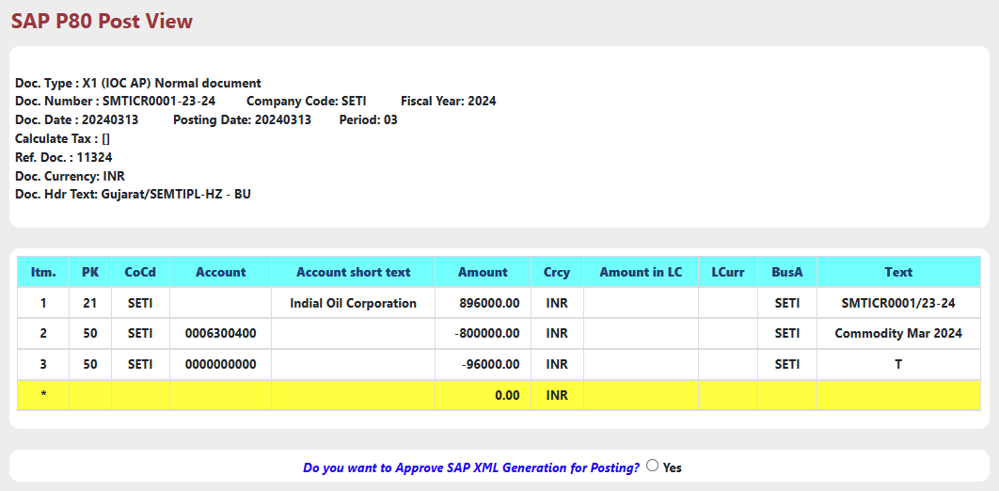 SAP P80 Post View
Doc. Type : X1 (IOC AP) Normal document
Doc. Number : SMTICR0001-23-24 Company Code: SETI Fiscal Year: 2024
Doc. Date : 20240313 Posting Date: 20240313 Period: 03
Calculate Tax : []
Ref. Doc. : 11324
Doc. Currency: INR
Doc. Hdr Text: Gujarat/SEMTIPL-HZ - BU
Itm. PK CoCd Account Account short text Amount Crcy Amount in LC LCurr BusA Text
1 21 SETI Indial Oil Corporation 896000.00 INR SETI SMTICR0001/23-24
2 50 SETI 0006300400 -800000.00 INR SETI Commodity Mar 2024
3 50 SETI 0000000000 -96000.00 INR SETI T
* 0.00 INR
Do you want to Approve SAP XML Generation for Posting? Yes